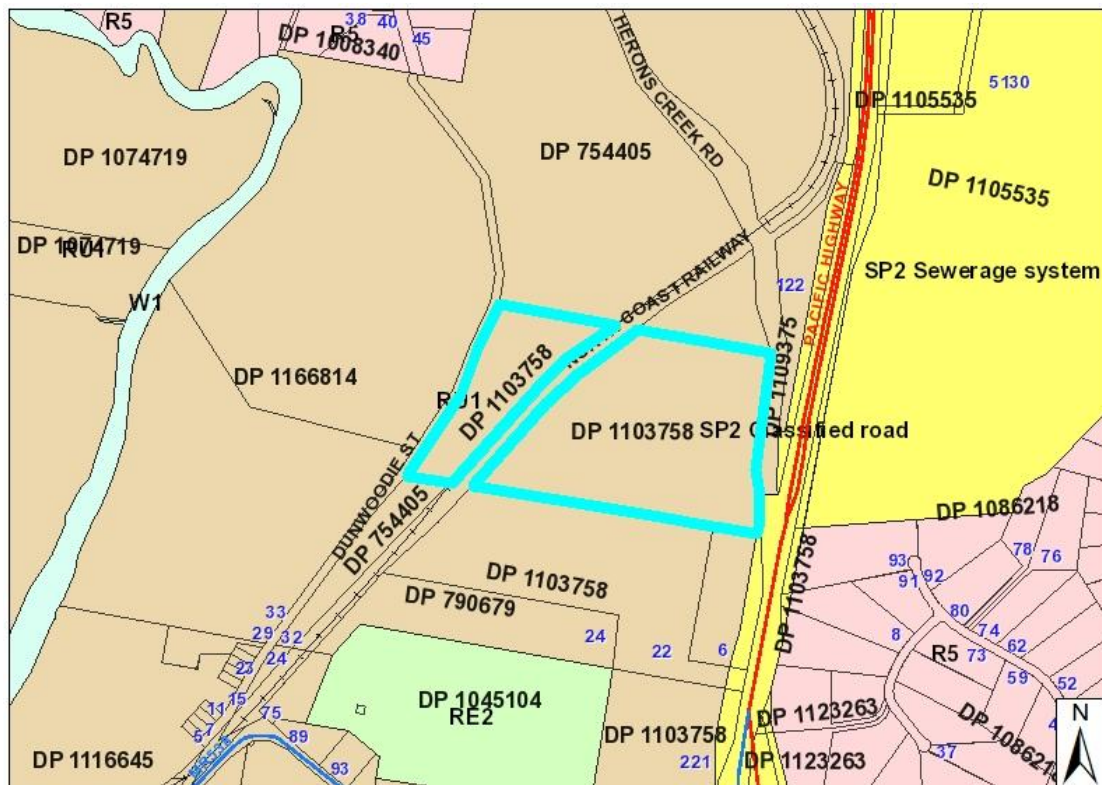 R5
38
40
R5
45
DP 1008340
HERONS CREEK RD
5130
DP 1105535
DP 1074719
DP 754405
DP 1105535
PACIFIC HIGHWAY
DP 1074719
RU1
COAST RAILWAY
SP2 Sewerage system
122
W1
DP 1109375
DP 1166814
RU1
DP 1103758
DP 1103758
SP2 Classified road
DUNWOODIE ST
DP 754405
DP 1086218
DP 1103758
93
91
92
78
76
DP 1103758
DP 790679
33
29
32
24
22
6
8
80
74
62
73
59
52
R5
23
24
DP 1045104
RE2
11
15
7
5
75
89
93
DP 1116645
DP 1103758
221
DP 1123263
DP 1123263
37
DP 1086218
N